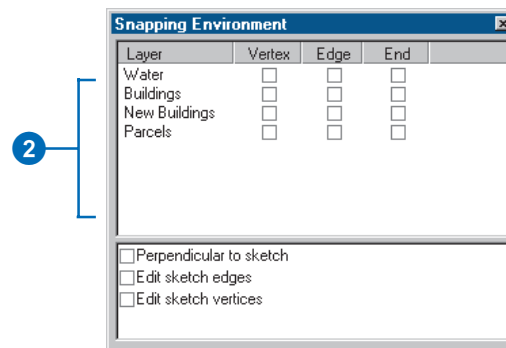 Snapping Environment
Layer Vertex Edge End
Water
Buildings
New Buildings
Parcels
2
Perpendicular to sketch
Edit sketch edges
Edit sketch vertices